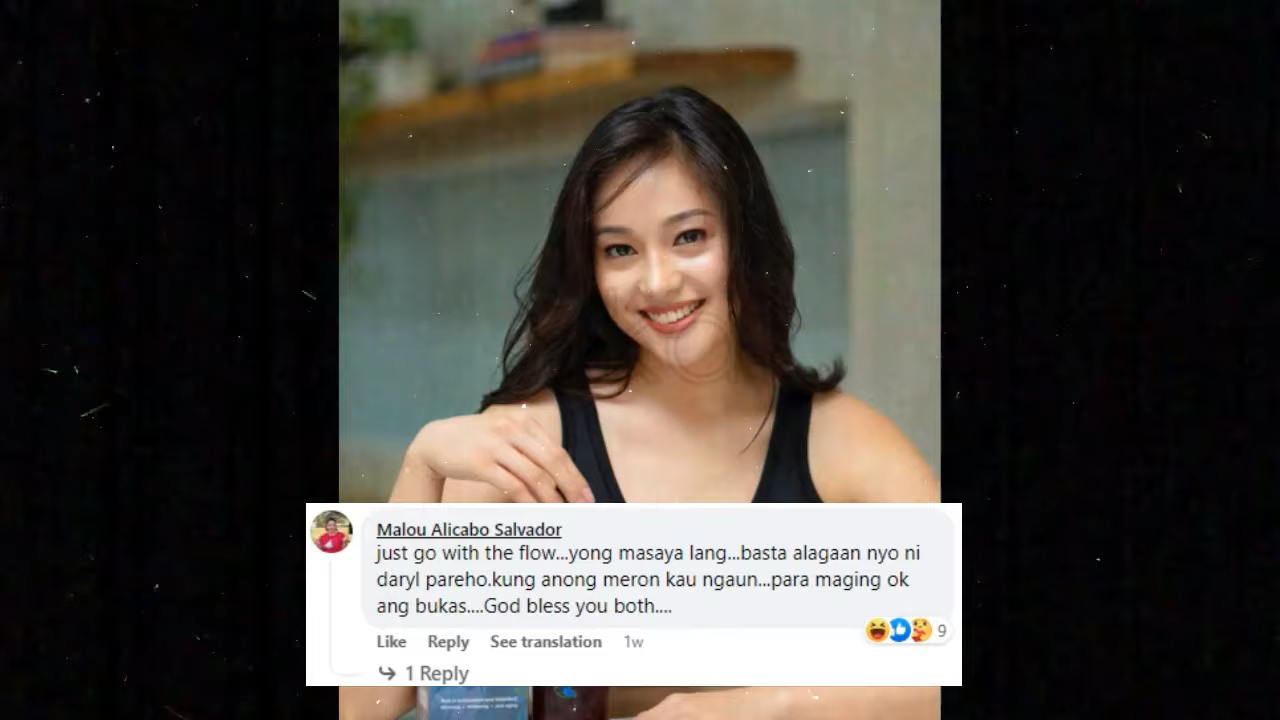 Malou Alicabo Salvador
just go with the flow...yong masaya lang...basta alagaan nyo ni
daryl pareho.kung anong meron kau ngaun...para maging ok
ang bukas....God bless you both....
Like Reply See translation 1w
9
1 Reply